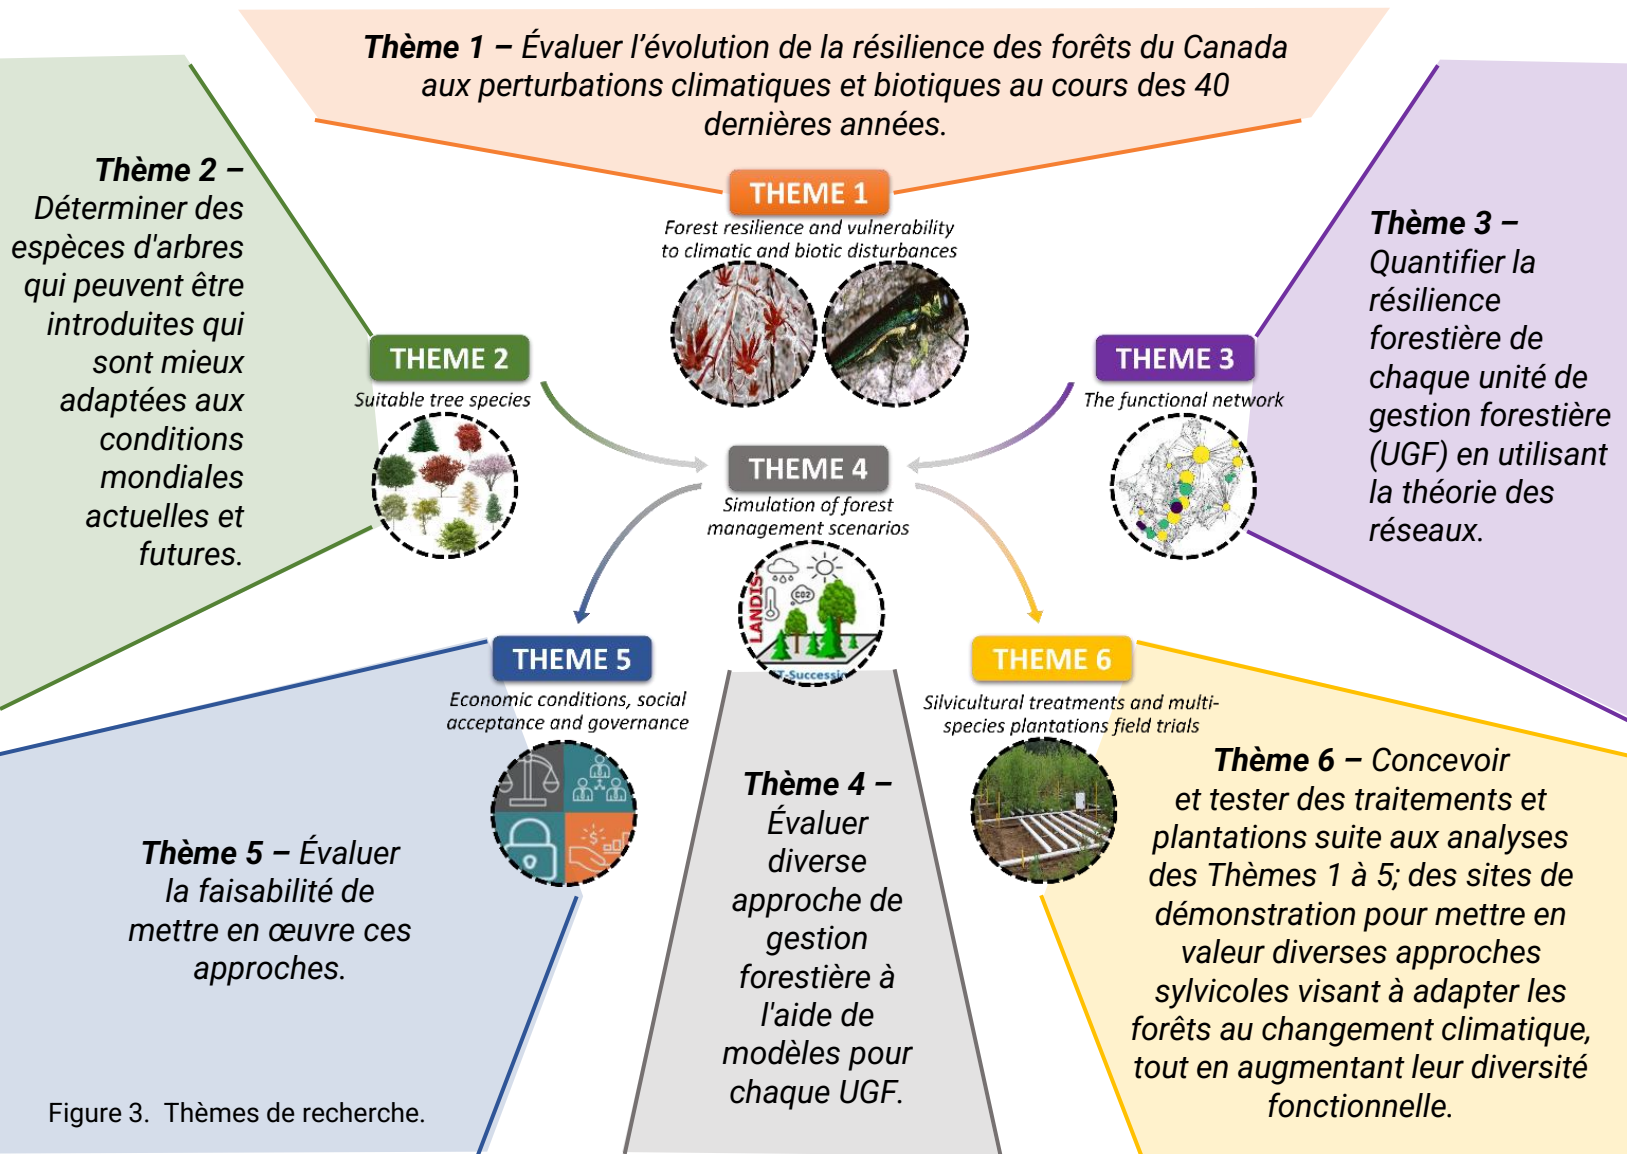 Thème 1 – Évaluer l'évolution de la résilience des forêts du Canada
aux perturbations climatiques et biotiques au cours des 40
dernières années.
THEME 1
Forest resilience and vulnerability
to climatic and biotic disturbances
Thème 2 –
Déterminer des
espèces d'arbres
qui peuvent être
introduites qui
sont mieux
adaptées aux
conditions
mondiales
actuelles et
futures.
THEME 2
Suitable tree species
THEME 3
The functional network
Thème 3 –
Quantifier la
résilience
forestière de
chaque unité de
gestion forestière
(UGF) en utilisant
la théorie des
réseaux.
THEME 4
Simulation of forest
management scenarios
CO2
LANDIS-
T-Successi
THEME 5
Economic conditions, social
acceptance and governance
$
THEME 6
Silvicultural treatments and multi-
species plantations field trials
Thème 5 – Évaluer
la faisabilité de
mettre en œuvre ces
approches.
Thème 4 –
Évaluer
diverse
approche de
gestion
forestière à
l'aide de
modèles pour
chaque UGF.
Thème 6 – Concevoir
et tester des traitements et
plantations suite aux analyses
des Thèmes 1 à 5; des sites de
démonstration pour mettre en
valeur diverses approches
sylvicoles visant à adapter les
forêts au changement climatique,
tout en augmentant leur diversité
fonctionnelle.
Figure 3. Thèmes de recherche.